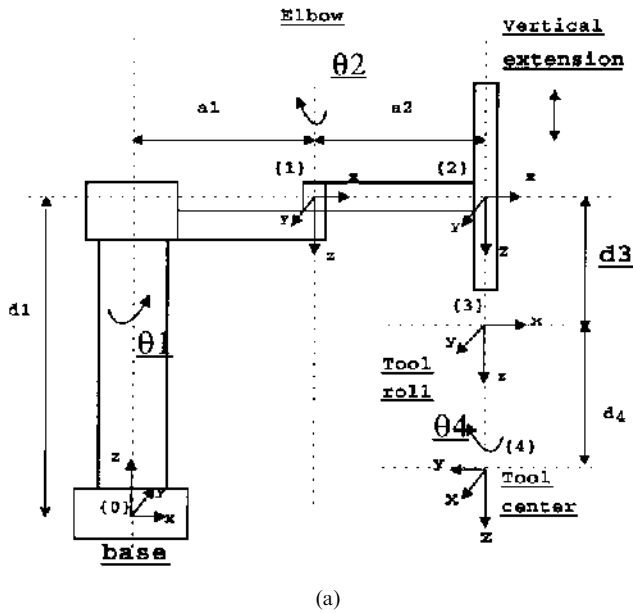 Elbow
Vertical
extension
θ2
a1
a2
{1}
{2}
x
x
y
z
y
z
d1
d3
{3}
x
y
z
θ1
Tool
roll
d4
θ4
{4}
z
y
{0}
x
y
x
z
Tool
center
base
(a)